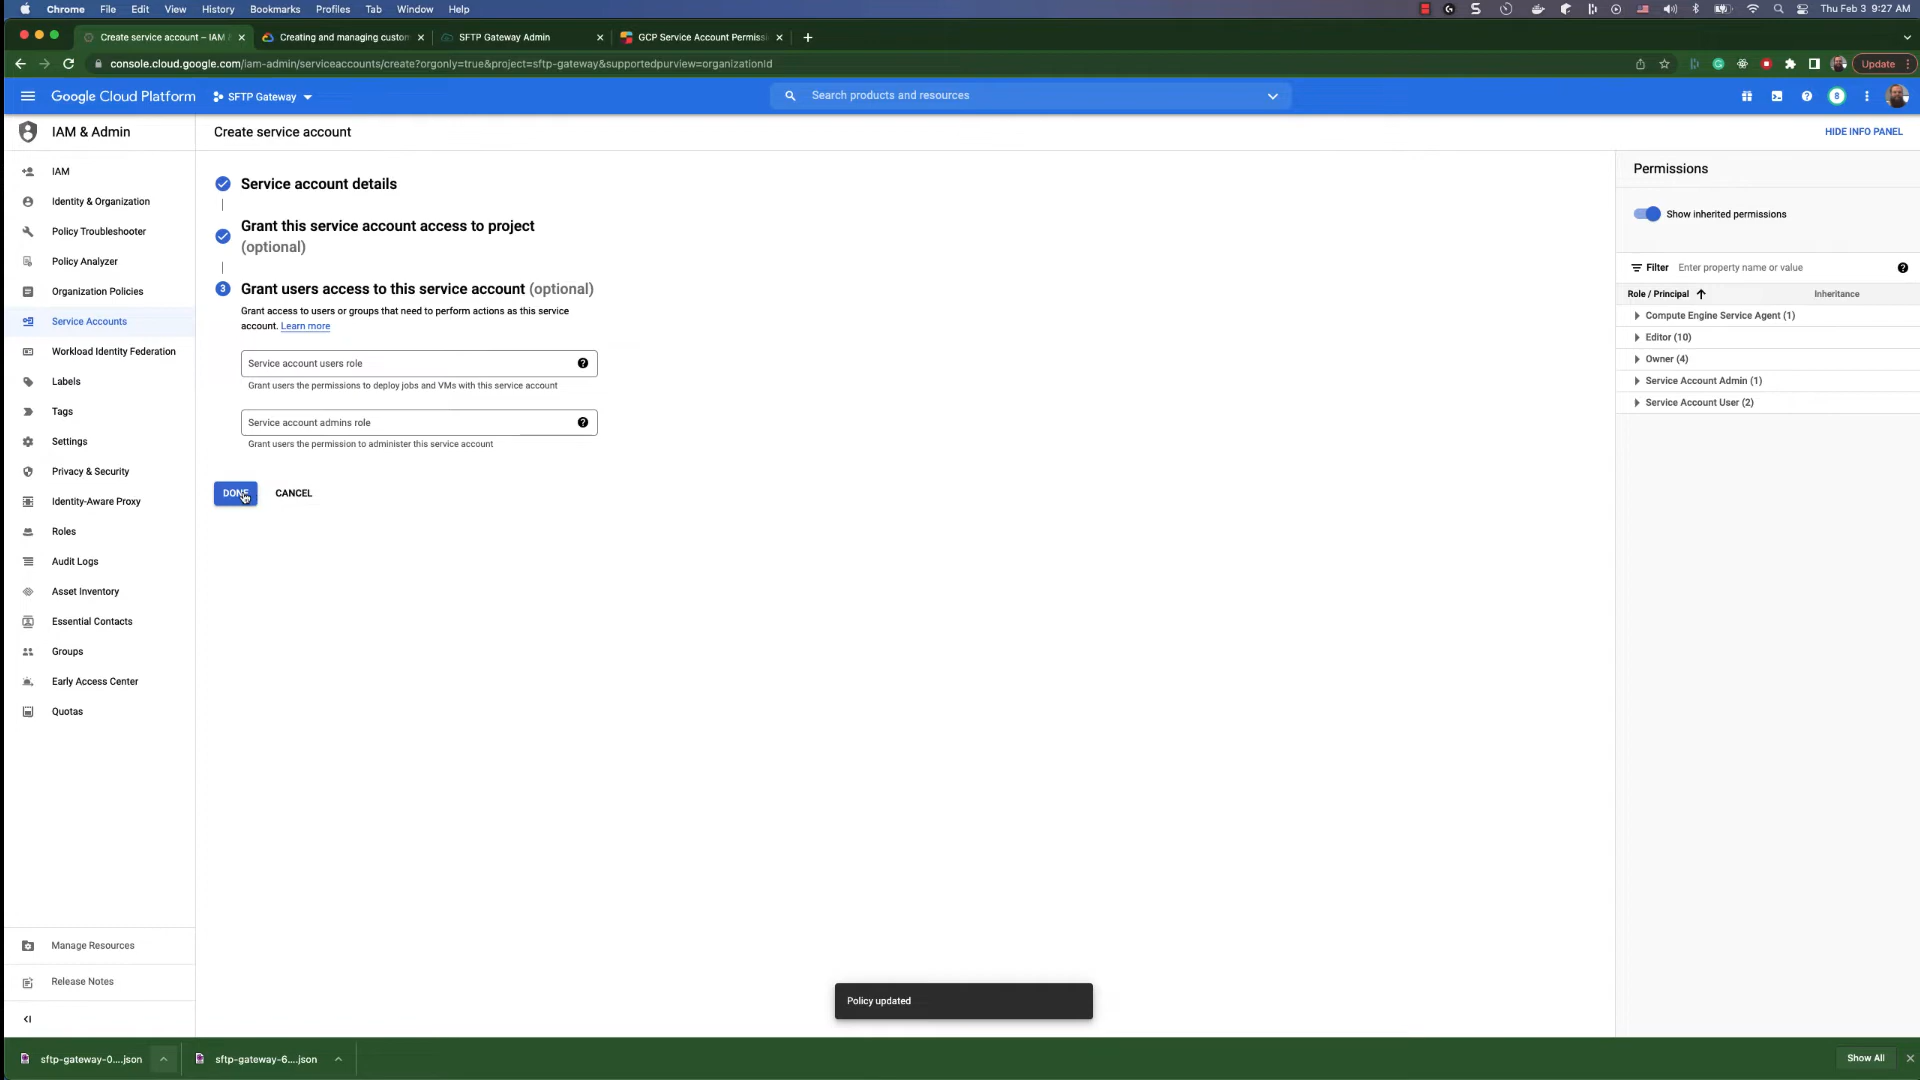 Chrome File Edit View History Bookmarks Profiles Tab Window Help Thu Feb 3 9:27 AM
Create service account – IAM & Creating and managing custom SFTP Gateway Admin GCP Service Account Permissi
console.cloud.google.com/iam-admin/serviceaccounts/create?orgonly=true&project=sftp-gateway&supportedpurview=organizationId Update
Google Cloud Platform SFTP Gateway Search products and resources 8
IAM & Admin
Create service account
HIDE INFO PANEL
IAM
Identity & Organization
Policy Troubleshooter
Policy Analyzer
Organization Policies
Service Accounts
Workload Identity Federation
Labels
Tags
Settings
Privacy & Security
Identity-Aware Proxy
Roles
Audit Logs
Asset Inventory
Essential Contacts
Groups
Early Access Center
Quotas
Manage Resources
Release Notes
Service account details
Grant this service account access to project
(optional)
3 Grant users access to this service account (optional)
Grant access to users or groups that need to perform actions as this service
account. Learn more
Service account users role
Grant users the permissions to deploy jobs and VMs with this service account
Service account admins role
Grant users the permission to administer this service account
DONE CANCEL
Permissions
Show inherited permissions
Filter Enter property name or value
Role / Principal Inheritance
Compute Engine Service Agent (1)
Editor (10)
Owner (4)
Service Account Admin (1)
Service Account User (2)
Policy updated
sftp-gateway-0....json sftp-gateway-6....json Show All